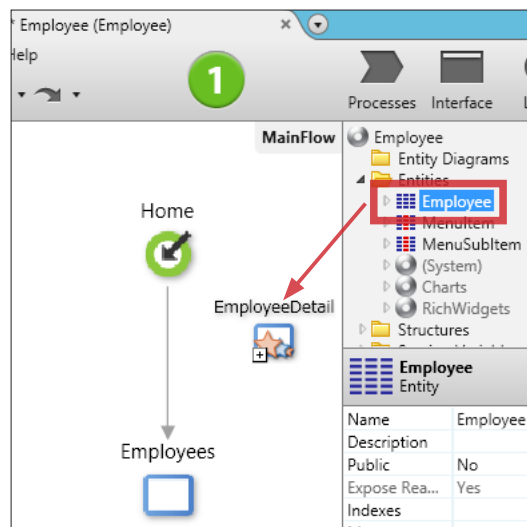 * Employee (Employee)
Help
1
Processes
Interface
MainFlow
Employee
Entity Diagrams
Entities
Employee
MenuItem
MenuSubItem
(System)
Charts
RichWidgets
Structures
Home
EmployeeDetail
Employees
Employee
Entity
Name Employee
Description
Public No
Expose Rea... Yes
Indexes